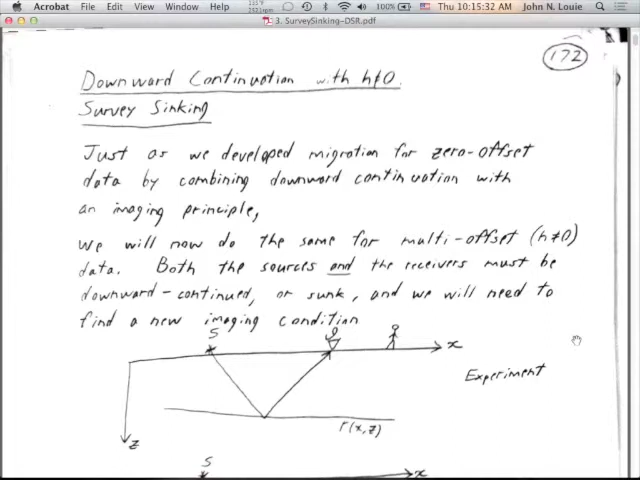 Acrobat File Edit View Window Help
100% Thu 10:15:32 AM John N. Louie
3. SurveySinking-DSR.pdf
172
Downward Continuation with h≠0.
Survey Sinking
Just as we developed migration for zero-offset
data by combining downward continuation with
an imaging principle,
We will now do the same for multi-offset (h≠0)
data. Both the sources and the receivers must be
downward-continued, or sunk, and we will need to
find a new imaging condition
S
x
Experiment
r(x,z)
z
S
x